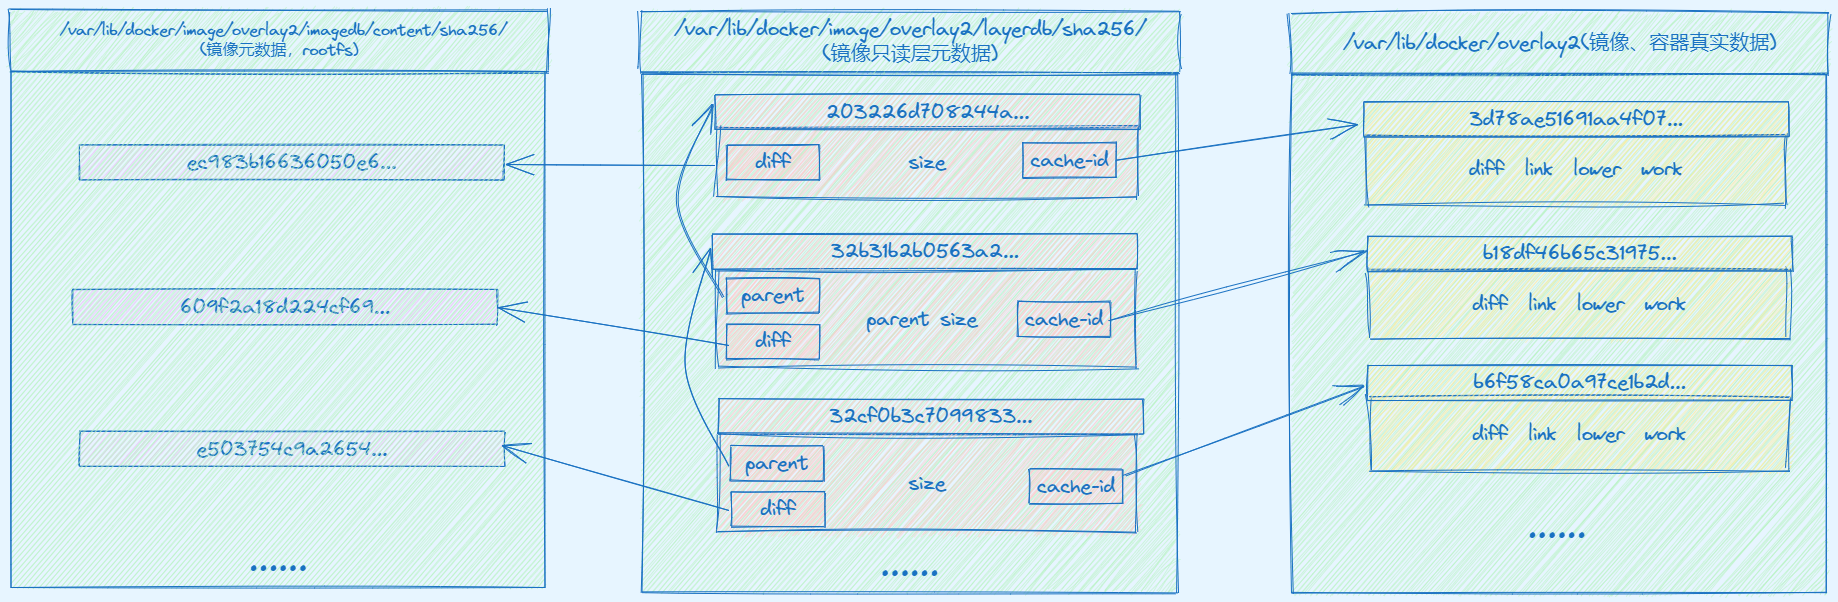 /var/lib/docker/image/overlay2/imagedb/content/sha256/
(镜像元数据，rootfs)
ec983b16636050e6...
609f2a18d224cf69...
e503754c9a2654...
......
/var/lib/docker/image/overlay2/layerdb/sha256/
(镜像只读层元数据)
203226d708244a...
diff size cache-id
32b31b2b0563a2...
parent
parent size cache-id
diff
32cf0b3c7099833...
parent
size cache-id
diff
......
/var/lib/docker/overlay2(镜像、容器真实数据)
3d78ae51691aa4f07...
diff link lower work
b18df46b65c31975...
diff link lower work
b6f58ca0a97ce1b2d...
diff link lower work
......